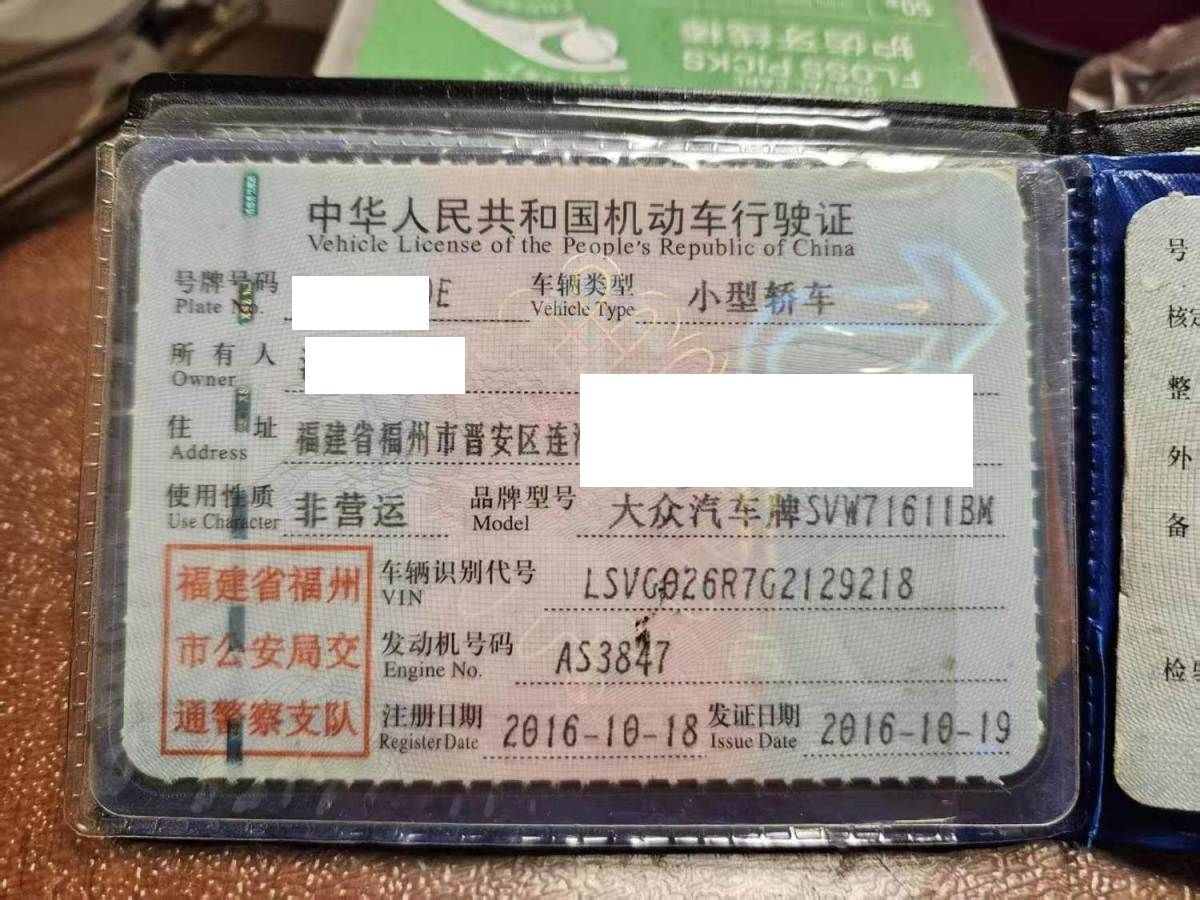 护齿牙线棒
FLOSS PICKS
中华人民共和国机动车行驶证
Vehicle License of the People's Republic of China
号牌号码 E 车辆类型 小型轿车
Plate No. Vehicle Type
所有人
Owner
住址 福建省福州市晋安区连
Address
使用性质 非营运 品牌型号 大众汽车牌SVW71611BM
Use Character Model
福建省福州
市公安局交
通警察支队
车辆识别代号 LSVG026R7G2129218
VIN
发动机号码 AS3847
Engine No.
注册日期 2016-10-18 发证日期 2016-10-19
Register Date Issue Date
号
核定
整
外
备
检验